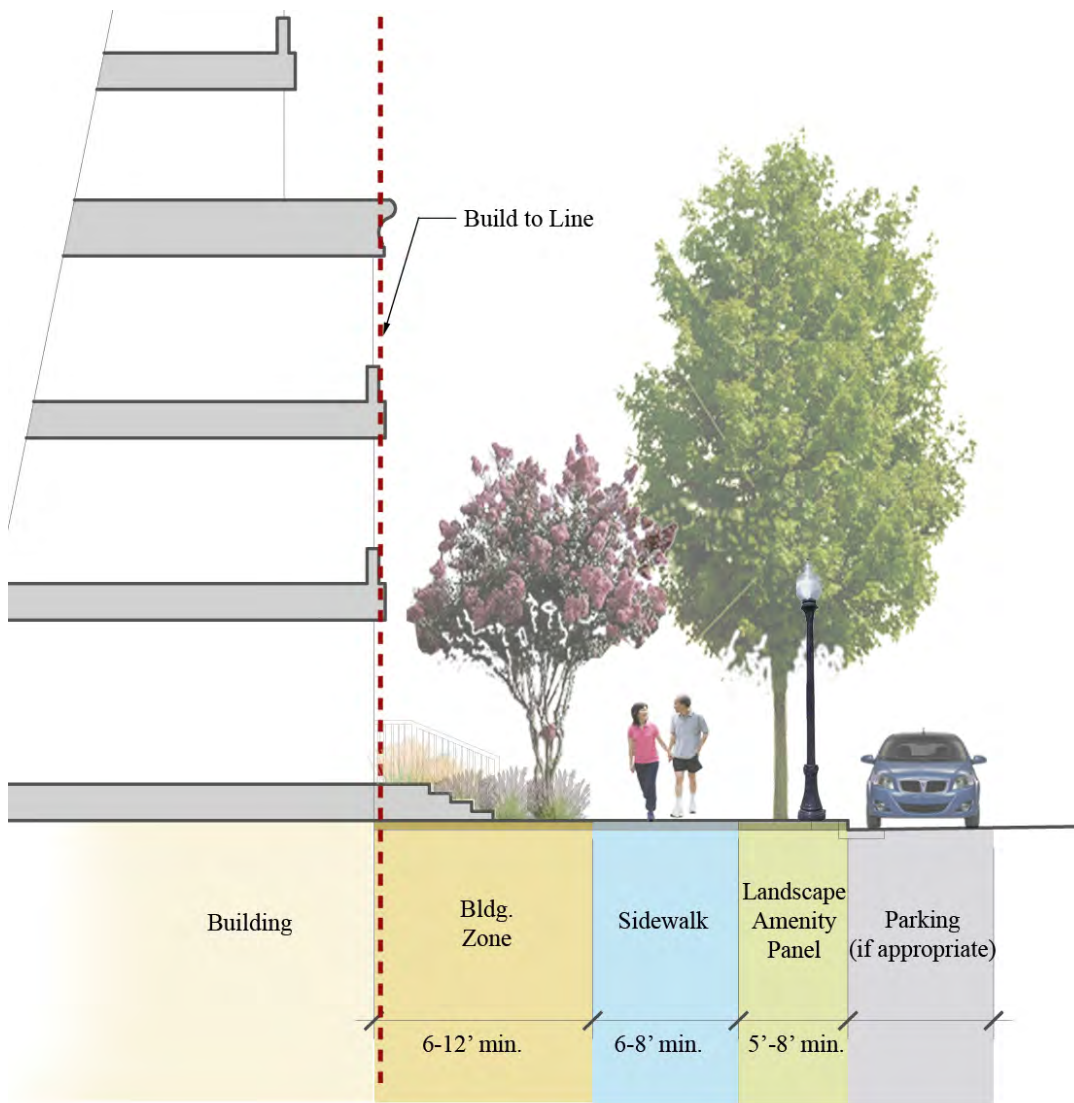 Build to Line
Building
Bldg.
Zone
Sidewalk
Landscape
Amenity
Panel
Parking
(if appropriate)
6-12’ min.
6-8’ min.
5’-8’ min.